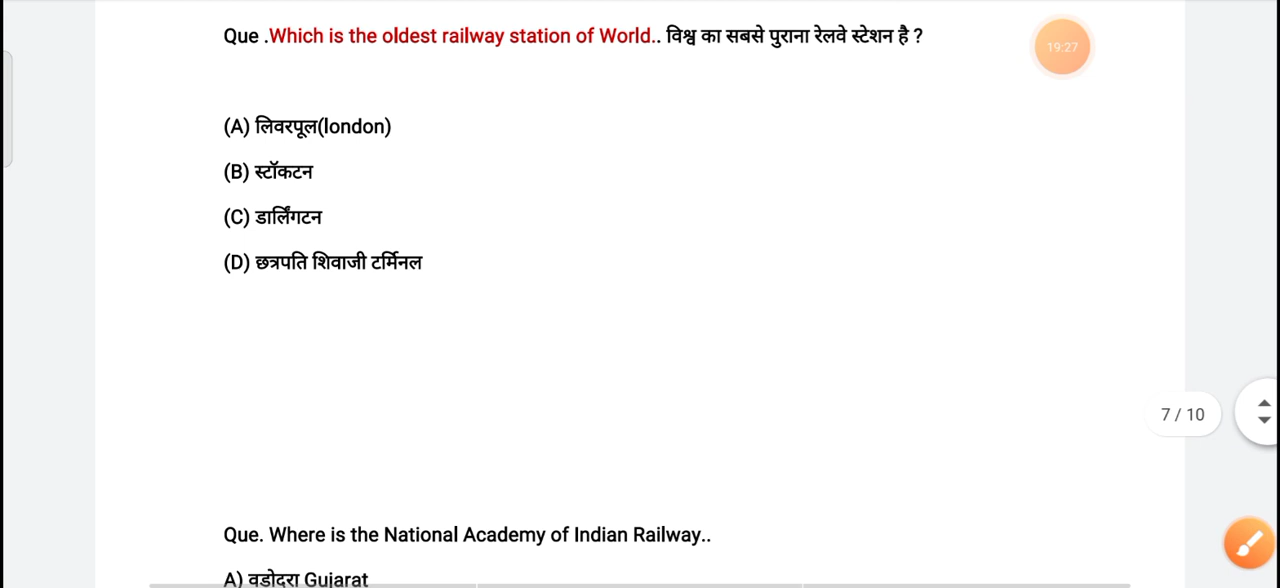 Que .Which is the oldest railway station of World.. विश्व का सबसे पुराना रेलवे स्टेशन है ?
19:27
(A) लिवरपूल(london)
(B) स्टॉकटन
(C) डार्लिंगटन
(D) छत्रपति शिवाजी टर्मिनल
7 / 10
Que. Where is the National Academy of Indian Railway..
A) वडोदरा Gujarat